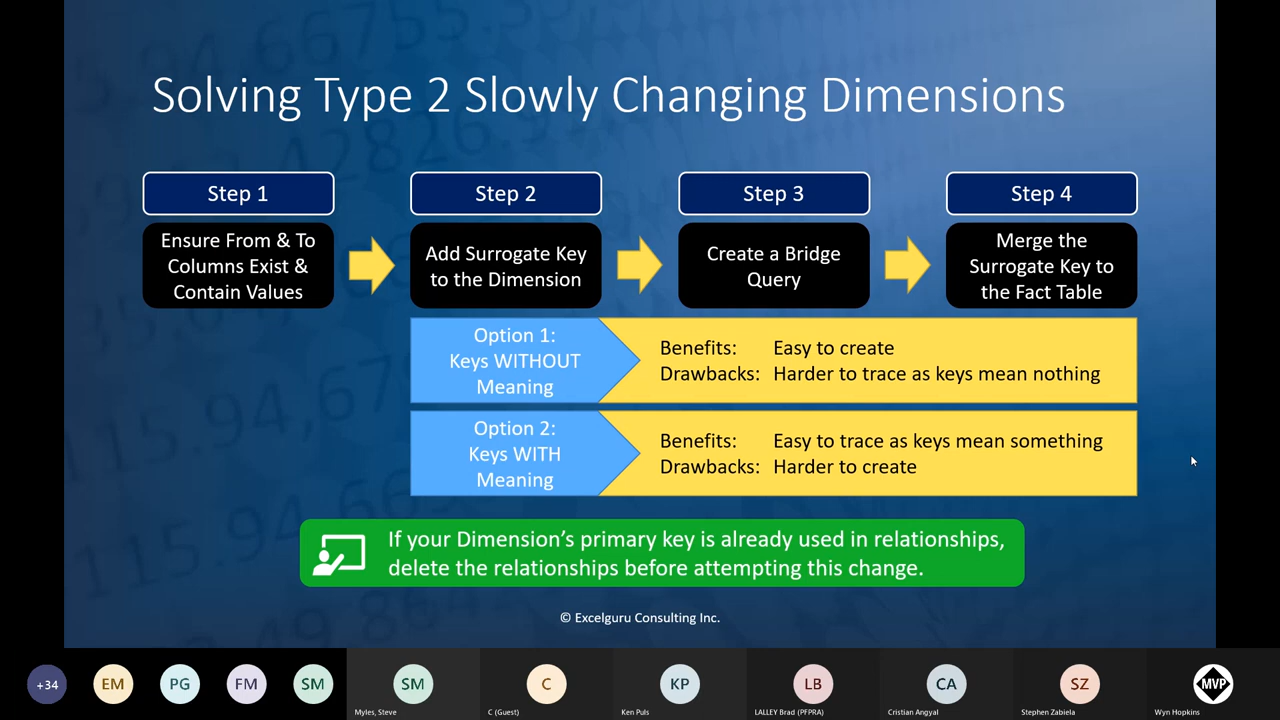 Solving Type 2 Slowly Changing Dimensions
Step 1
Ensure From & To
Columns Exist &
Contain Values
Step 2
Add Surrogate Key
to the Dimension
Step 3
Create a Bridge
Query
Step 4
Merge the
Surrogate Key to
the Fact Table
Option 1:
Keys WITHOUT
Meaning
Benefits: Easy to create
Drawbacks: Harder to trace as keys mean nothing
Option 2:
Keys WITH
Meaning
Benefits: Easy to trace as keys mean something
Drawbacks: Harder to create
If your Dimension’s primary key is already used in relationships,
delete the relationships before attempting this change.
© Excelguru Consulting Inc.
+34
EM
PG
FM
SM
SM
Myles, Steve
C
C (Guest)
KP
Ken Puls
LB
LALLEY Brad (PFPRA)
CA
Cristian Angyal
SZ
Stephen Zabiela
MVP
Wyn Hopkins